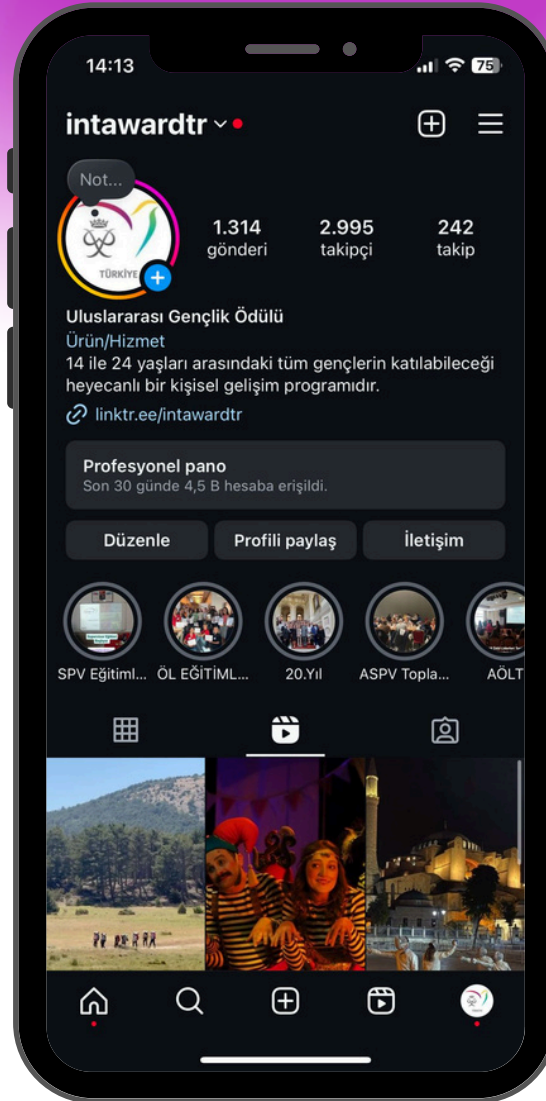 14:13
75
intawardtr
Not...
TÜRKİYE
1.314
gönderi
2.995
takipçi
242
takip
Uluslararası Gençlik Ödülü
Ürün/Hizmet
14 ile 24 yaşları arasındaki tüm gençlerin katılabileceği
heyecanlı bir kişisel gelişim programıdır.
linktr.ee/intawardtr
Profesyonel pano
Son 30 günde 4,5 B hesaba erişildi.
Düzenle
Profili paylaş
İletişim
SPV Eğitiml...
ÖL EĞİTİML...
20.Yıl
ASPV Topla...
AÖLT